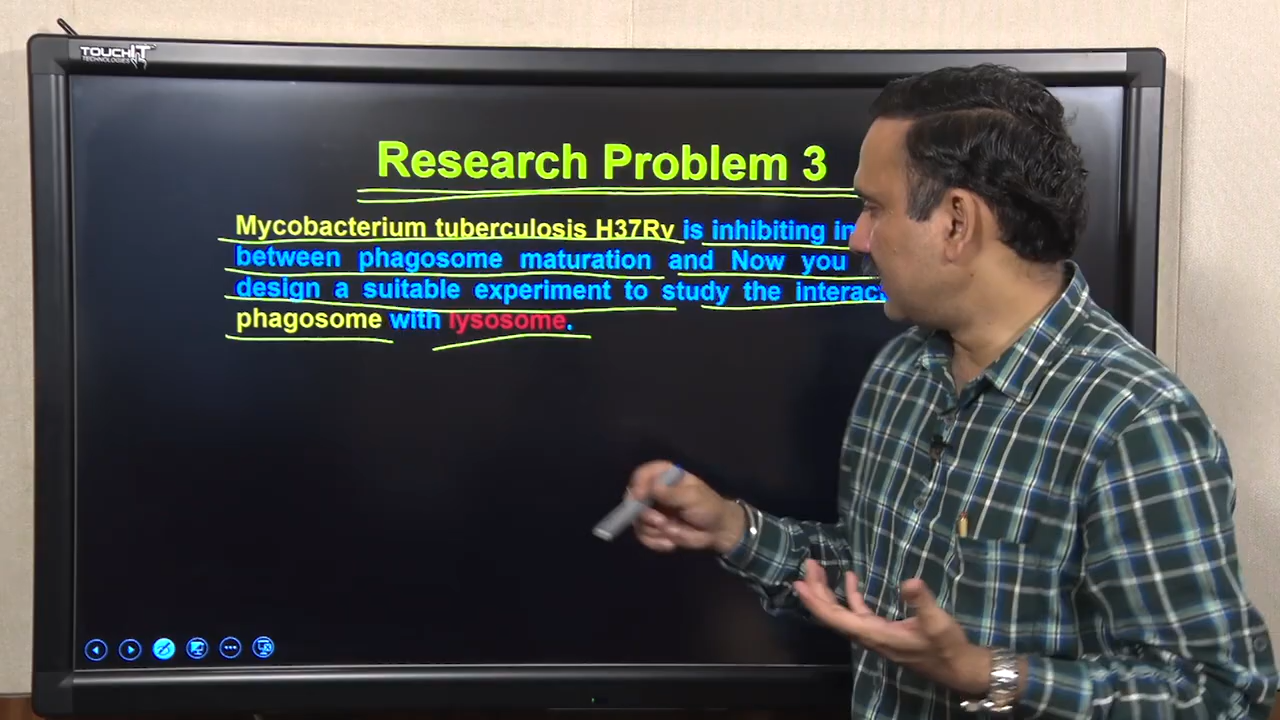 TOUCHIT
TECHNOLOGIES
Research Problem 3
Mycobacterium tuberculosis H37Rv is inhibiting
between phagosome maturation and Now you
design a suitable experiment to study the
phagosome with lysosome.